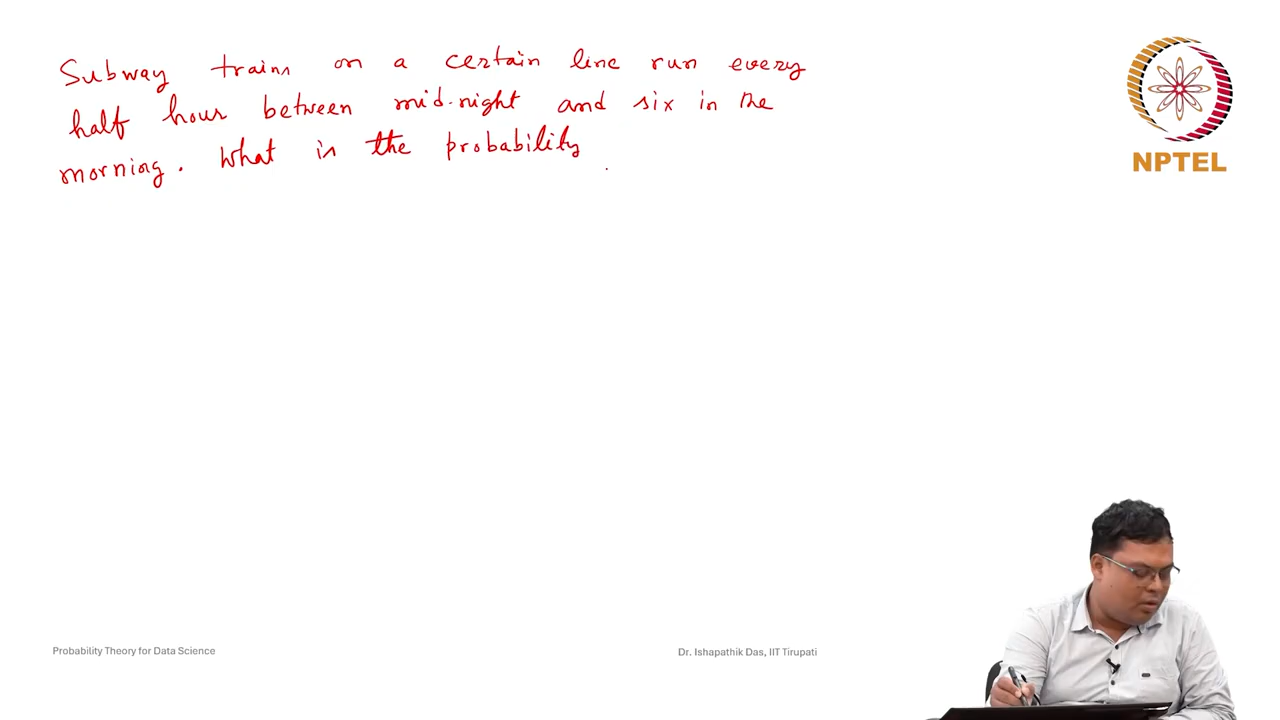 Subway trains on a certain line run every
half hour between mid-night and six in the
morning. What is the probability
NPTEL
Probability Theory for Data Science
Dr. Ishapathik Das, IIT Tirupati